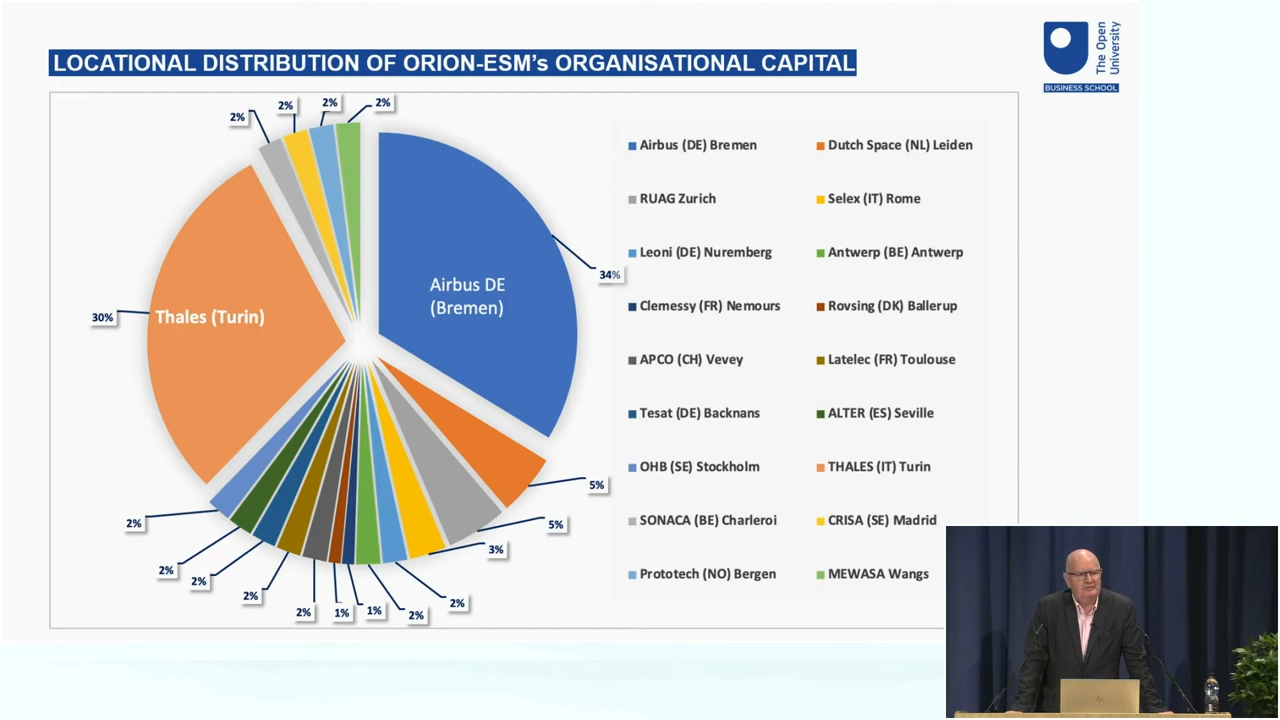 LOCATIONAL DISTRIBUTION OF ORION-ESM's ORGANISATIONAL CAPITAL
The Open
University
BUSINESS SCHOOL
2%
2%
2%
2%
34%
30%
Airbus DE
(Bremen)
Thales (Turin)
5%
5%
3%
2%
2%
1%
1%
2%
2%
2%
2%
2%
Airbus (DE) Bremen
Dutch Space (NL) Leiden
RUAG Zurich
Selex (IT) Rome
Leoni (DE) Nuremberg
Antwerp (BE) Antwerp
Clemessy (FR) Nemours
Rovsing (DK) Ballerup
APCO (CH) Vevey
Latelec (FR) Toulouse
Tesat (DE) Backnans
ALTER (ES) Seville
OHB (SE) Stockholm
THALES (IT) Turin
SONACA (BE) Charleroi
CRISA (SE) Madrid
Prototech (NO) Bergen
MEWASA Wangs